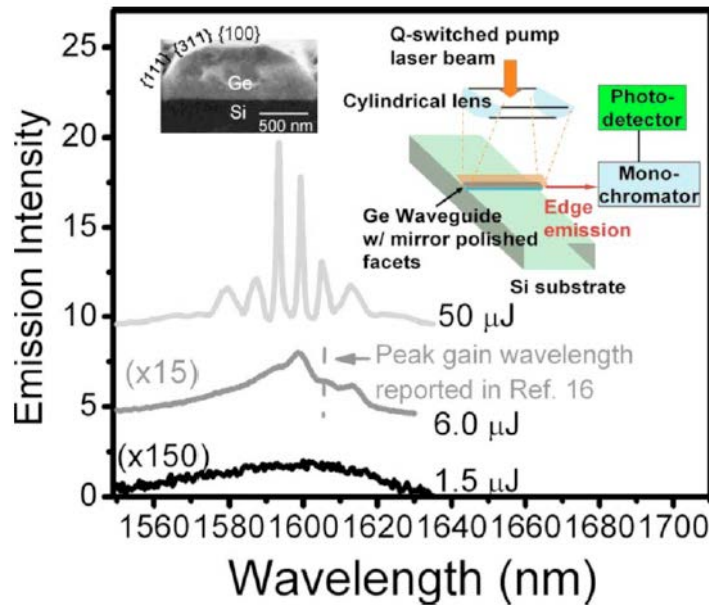 25
20
15
10
5
0
Emission Intensity
1560 1580 1600 1620 1640 1660 1680 1700
Wavelength (nm)
{111} {311} {100}
Ge
Si
500 nm
Q-switched pump
laser beam
Cylindrical lens
Photo-
detector
Mono-
chromator
Edge
emission
Ge Waveguide
w/ mirror polished
facets
Si substrate
50 µJ
(x15)
Peak gain wavelength
reported in Ref. 16
6.0 µJ
(x150)
1.5 µJ